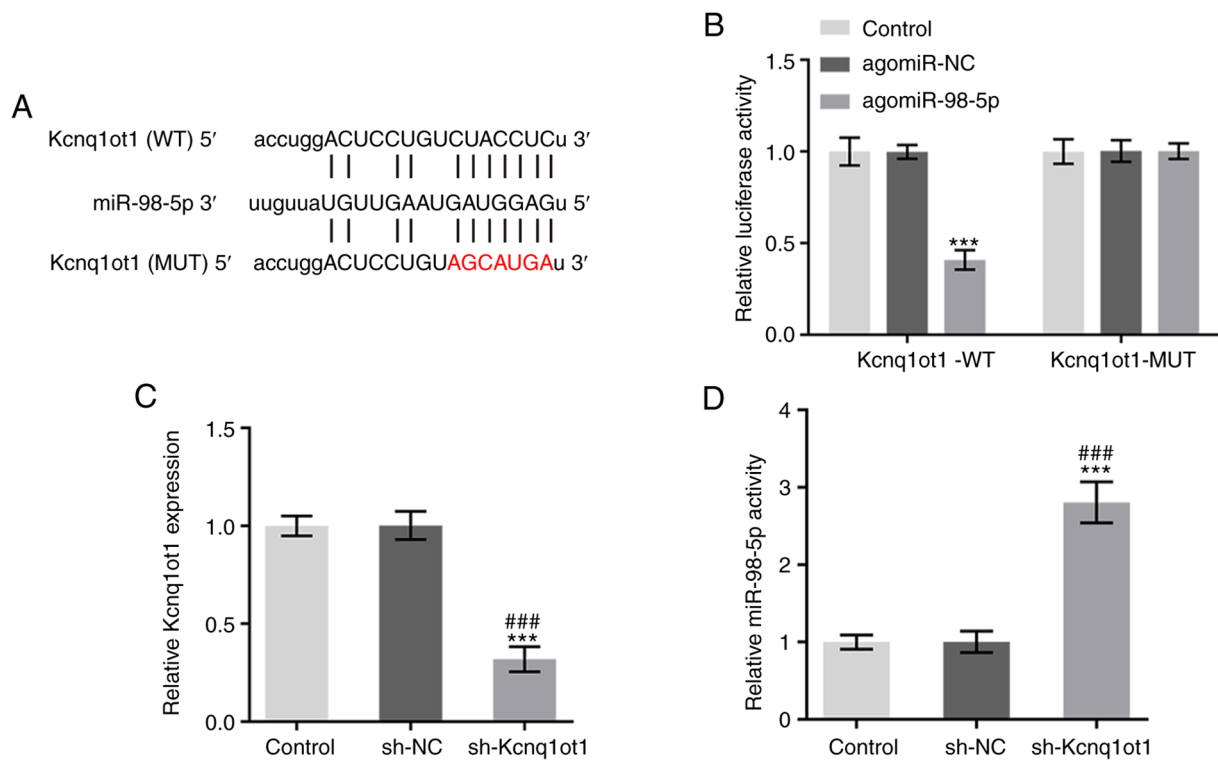 A
Kcnq1ot1 (WT) 5′ accuggACUCCUGUCUACCUCu 3′
miR-98-5p 3′ uuguuaUGUUGAAUGAUGGAGu 5′
Kcnq1ot1 (MUT) 5′ accuggACUCCUGUAGCAUGAu 3′
B
Control
agomiR-NC
agomiR-98-5p
Relative luciferase activity
1.5
1.0
0.5
0.0
***
Kcnq1ot1 -WT
Kcnq1ot1-MUT
C
Relative Kcnq1ot1 expression
1.5
1.0
0.5
0.0
###
***
Control
sh-NC
sh-Kcnq1ot1
D
Relative miR-98-5p activity
4
3
2
1
0
###
***
Control
sh-NC
sh-Kcnq1ot1